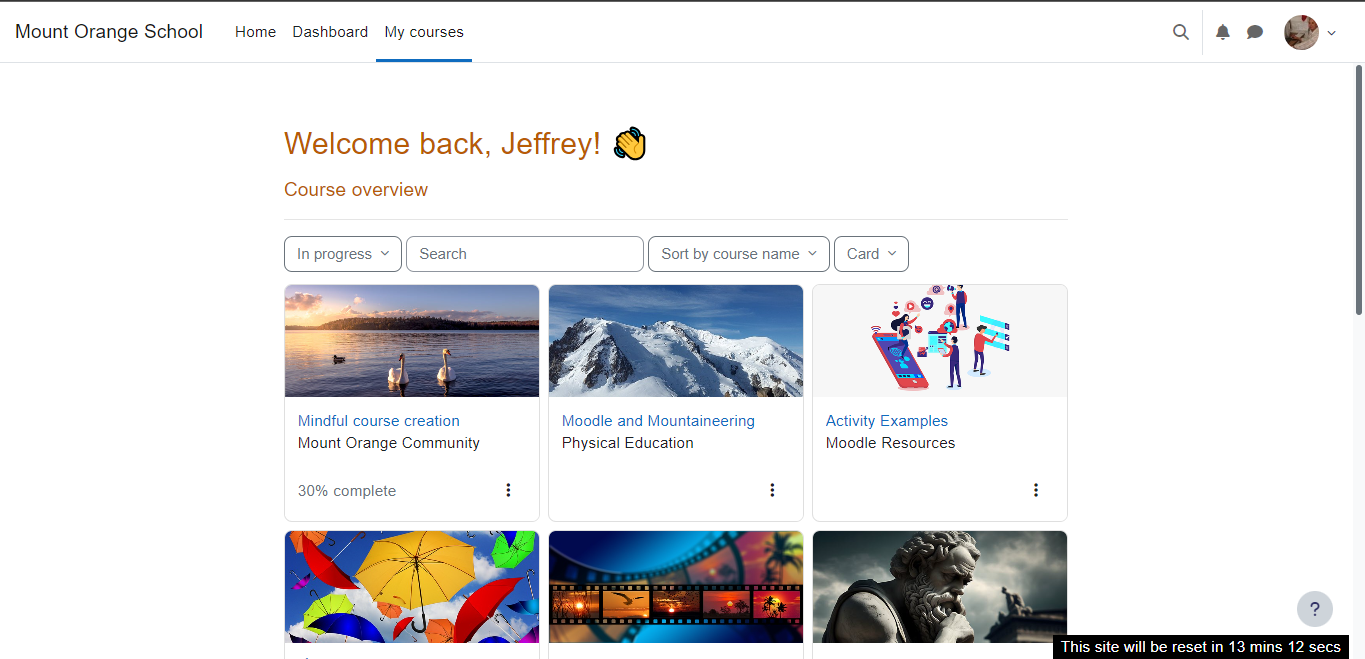 Mount Orange School Home Dashboard My courses
Welcome back, Jeffrey! 👋
Course overview
In progress Search Sort by course name Card
Mindful course creation
Mount Orange Community
30% complete
Moodle and Mountaineering
Physical Education
Activity Examples
Moodle Resources
?
This site will be reset in 13 mins 12 secs